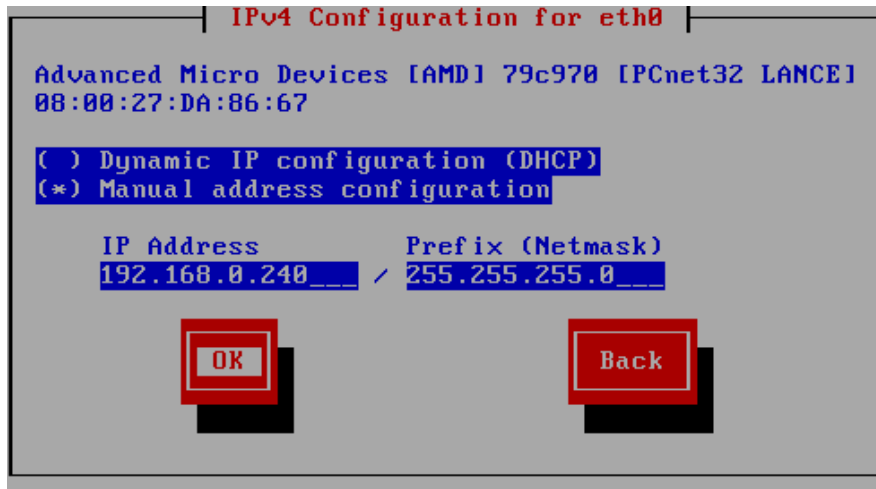 IPv4 Configuration for eth0
Advanced Micro Devices [AMD] 79c970 [PCnet32 LANCE]
08:00:27:DA:86:67
( ) Dynamic IP configuration (DHCP)
(*) Manual address configuration
IP Address Prefix (Netmask)
192.168.0.240___ / 255.255.255.0___
OK Back